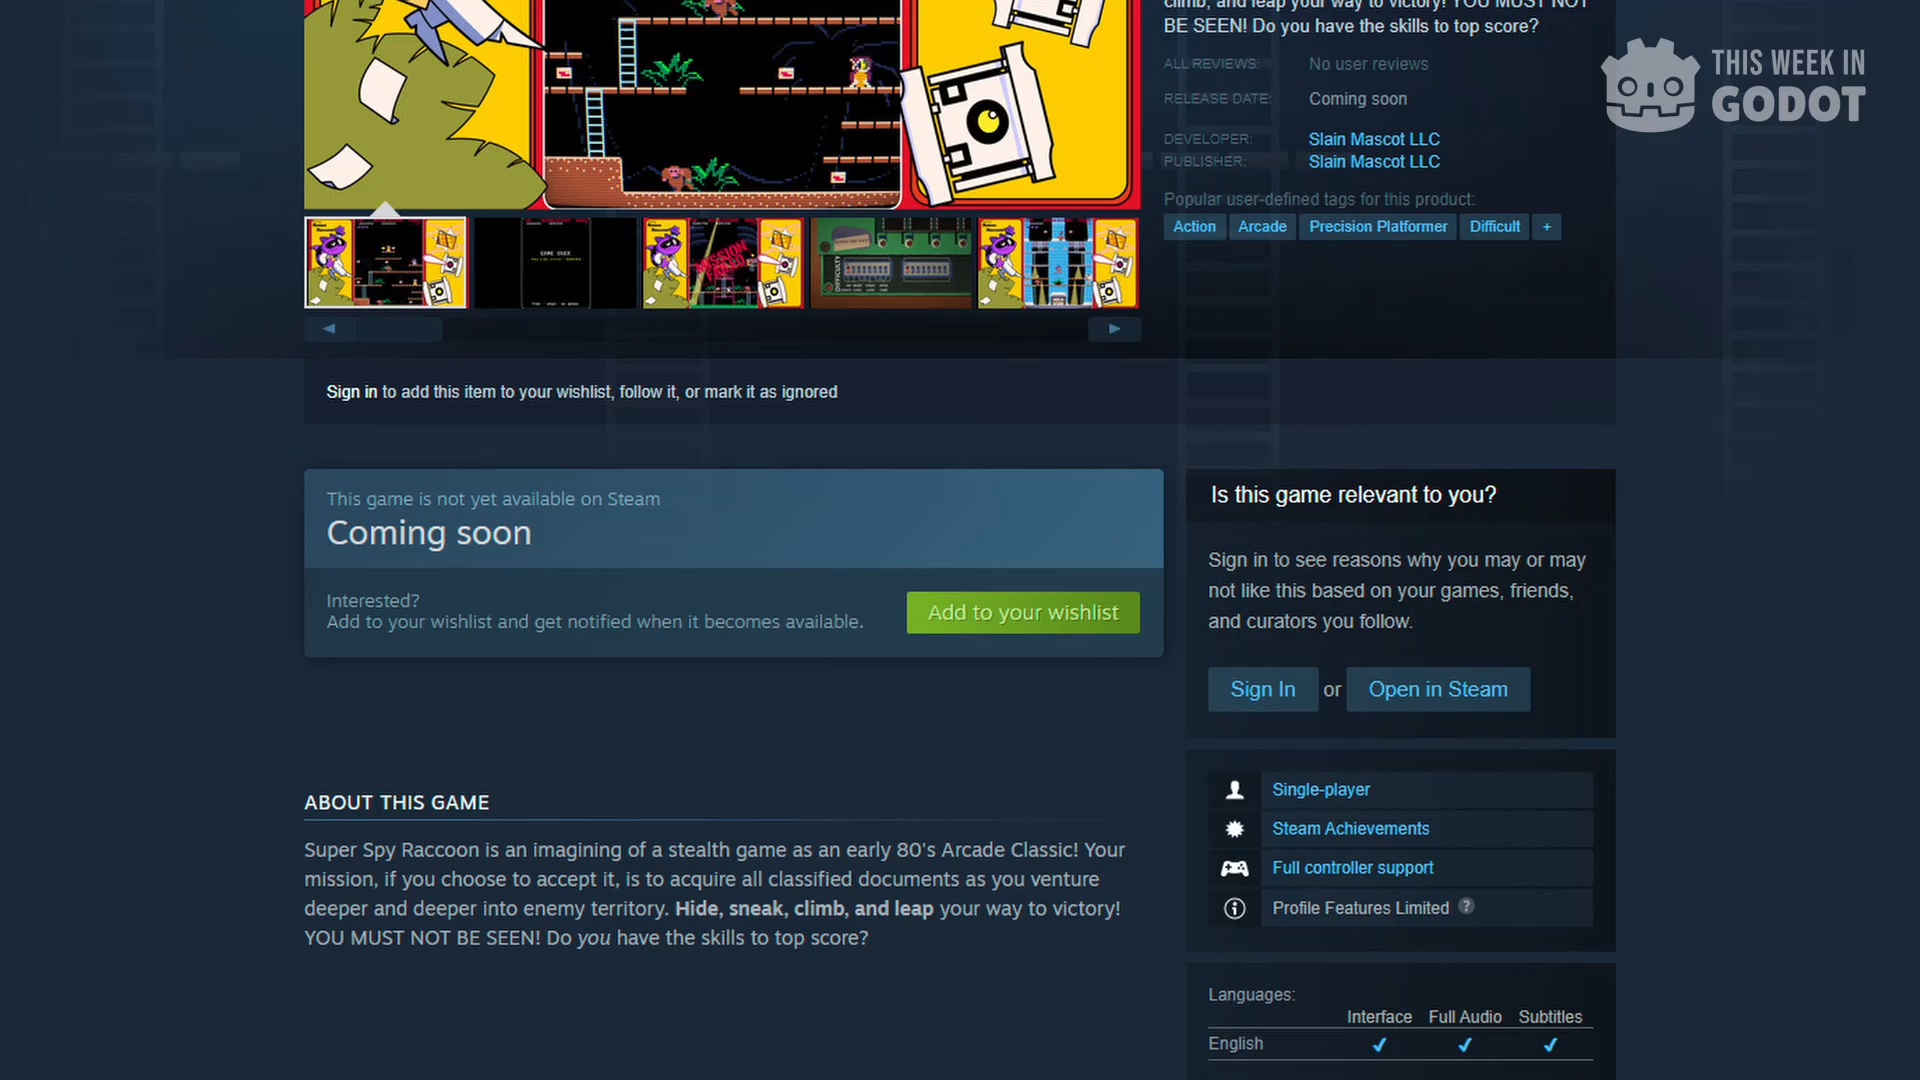 climb, and leap your way to victory! YOU MUST NOT
BE SEEN! Do you have the skills to top score?
ALL REVIEWS: No user reviews
RELEASE DATE: Coming soon
DEVELOPER: Slain Mascot LLC
PUBLISHER: Slain Mascot LLC
Popular user-defined tags for this product:
Action Arcade Precision Platformer Difficult +
THIS WEEK IN
GODOT
GAME OVER
MISSION
FAILED
DIFFICULTY
Sign in to add this item to your wishlist, follow it, or mark it as ignored
This game is not yet available on Steam
Coming soon
Interested?
Add to your wishlist and get notified when it becomes available.
Add to your wishlist
Is this game relevant to you?
Sign in to see reasons why you may or may
not like this based on your games, friends,
and curators you follow.
Sign In or Open in Steam
ABOUT THIS GAME
Super Spy Raccoon is an imagining of a stealth game as an early 80's Arcade Classic! Your
mission, if you choose to accept it, is to acquire all classified documents as you venture
deeper and deeper into enemy territory. Hide, sneak, climb, and leap your way to victory!
YOU MUST NOT BE SEEN! Do you have the skills to top score?
Single-player
Steam Achievements
Full controller support
Profile Features Limited ?
Languages:
Interface Full Audio Subtitles
English ✓ ✓ ✓